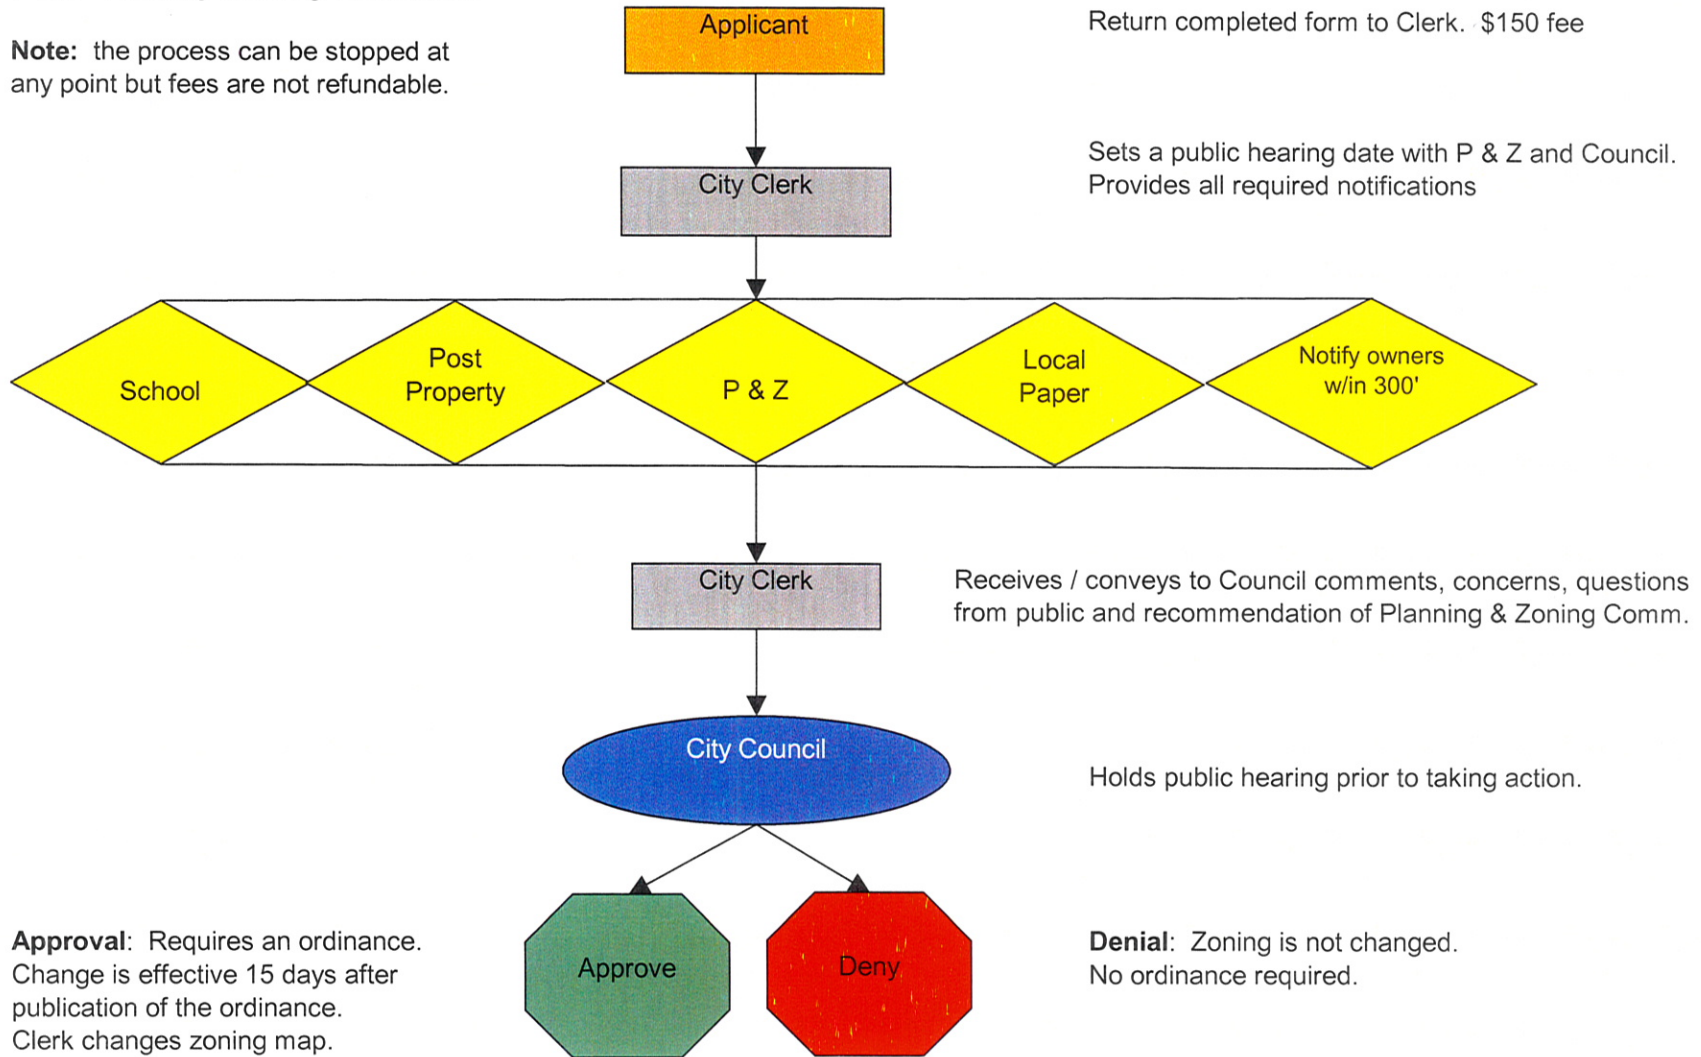 Applicant
Return completed form to Clerk. $150 fee
Note: the process can be stopped at
any point but fees are not refundable.
City Clerk
Sets a public hearing date with P & Z and Council.
Provides all required notifications
School
Post
Property
P & Z
Local
Paper
Notify owners
w/in 300'
City Clerk
Receives / conveys to Council comments, concerns, questions
from public and recommendation of Planning & Zoning Comm.
City Council
Holds public hearing prior to taking action.
Approval: Requires an ordinance.
Change is effective 15 days after
publication of the ordinance.
Clerk changes zoning map.
Approve
Deny
Denial: Zoning is not changed.
No ordinance required.